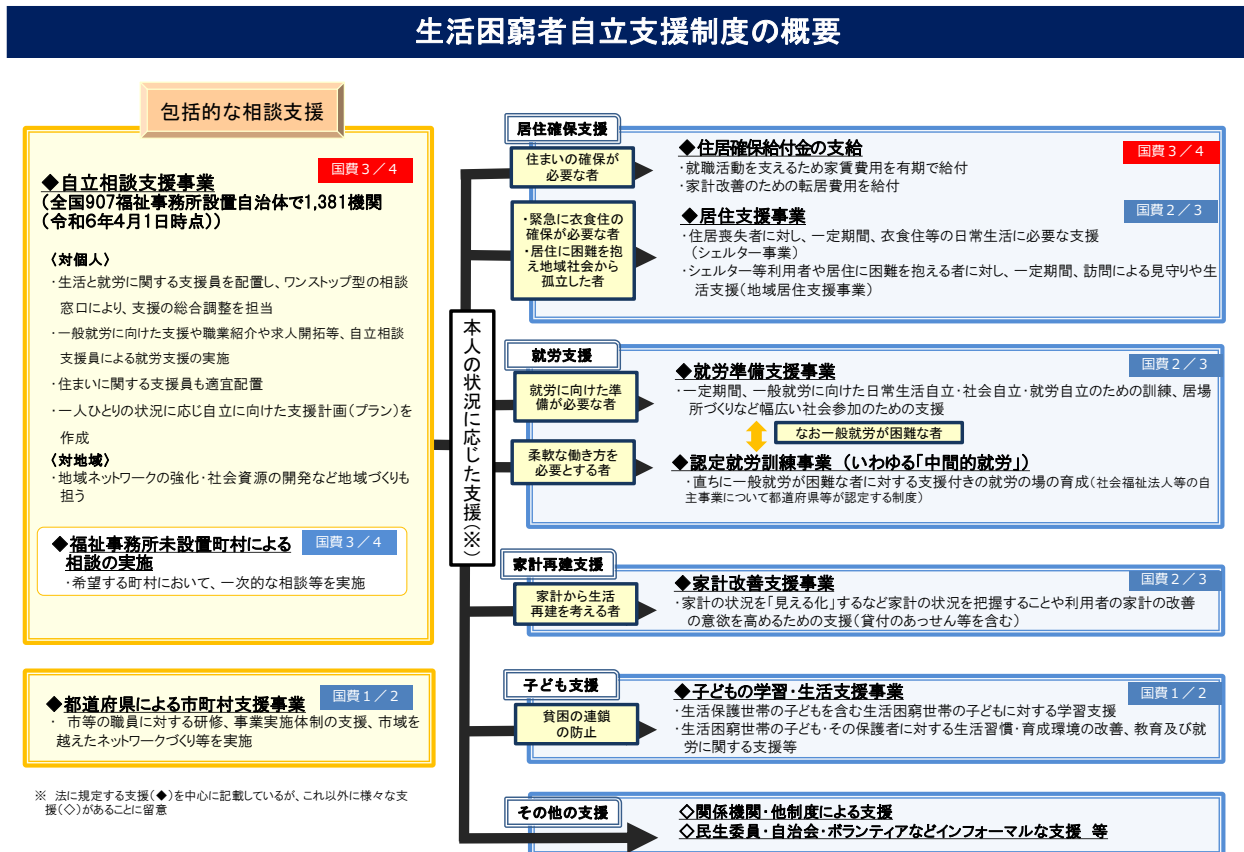 生活困窮者自立支援制度の概要
包括的な相談支援
国費３／４
◆自立相談支援事業
（全国907福祉事務所設置自治体で1,381機関
（令和6年4月1日時点））
〈対個人〉
・生活と就労に関する支援員を配置し、ワンストップ型の相談
窓口により、支援の総合調整を担当
・一般就労に向けた支援や職業紹介や求人開拓等、自立相談
支援員による就労支援の実施
・住まいに関する支援員も適宜配置
・一人ひとりの状況に応じ自立に向けた支援計画（プラン）を
作成
〈対地域〉
・地域ネットワークの強化・社会資源の開発など地域づくりも
担う
◆福祉事務所未設置町村による
相談の実施
国費３／４
・希望する町村において、一次的な相談等を実施
◆都道府県による市町村支援事業
国費１／２
・ 市等の職員に対する研修、事業実施体制の支援、市域を
越えたネットワークづくり等を実施
※ 法に規定する支援（◆）を中心に記載しているが、これ以外に様々な支
援（◇）があることに留意
本人の状況に応じた支援（※）
居住確保支援
住まいの確保が
必要な者
◆住居確保給付金の支給
国費３／４
・就職活動を支えるため家賃費用を有期で給付
・家計改善のための転居費用を給付
・緊急に衣食住の
確保が必要な者
・居住に困難を抱
え地域社会から
孤立した者
◆居住支援事業
国費２／３
・住居喪失者に対し、一定期間、衣食住等の日常生活に必要な支援
（シェルター事業）
・シェルター等利用者や居住に困難を抱える者に対し、一定期間、訪問による見守りや生
活支援（地域居住支援事業）
就労支援
就労に向けた準
備が必要な者
◆就労準備支援事業
国費２／３
・一定期間、一般就労に向けた日常生活自立・社会自立・就労自立のための訓練、居場
所づくりなど幅広い社会参加のための支援
なお一般就労が困難な者
柔軟な働き方を
必要とする者
◆認定就労訓練事業 （いわゆる「中間的就労」）
・直ちに一般就労が困難な者に対する支援付きの就労の場の育成（社会福祉法人等の自
主事業について都道府県等が認定する制度）
家計再建支援
家計から生活
再建を考える者
◆家計改善支援事業
国費２／３
・家計の状況を「見える化」するなど家計の状況を把握することや利用者の家計の改善
の意欲を高めるための支援（貸付のあっせん等を含む）
子ども支援
貧困の連鎖
の防止
◆子どもの学習・生活支援事業
国費１／２
・生活保護世帯の子どもを含む生活困窮世帯の子どもに対する学習支援
・生活困窮世帯の子ども・その保護者に対する生活習慣・育成環境の改善、教育及び就
労に関する支援等
その他の支援
◇関係機関・他制度による支援
◇民生委員・自治会・ボランティアなどインフォーマルな支援 等